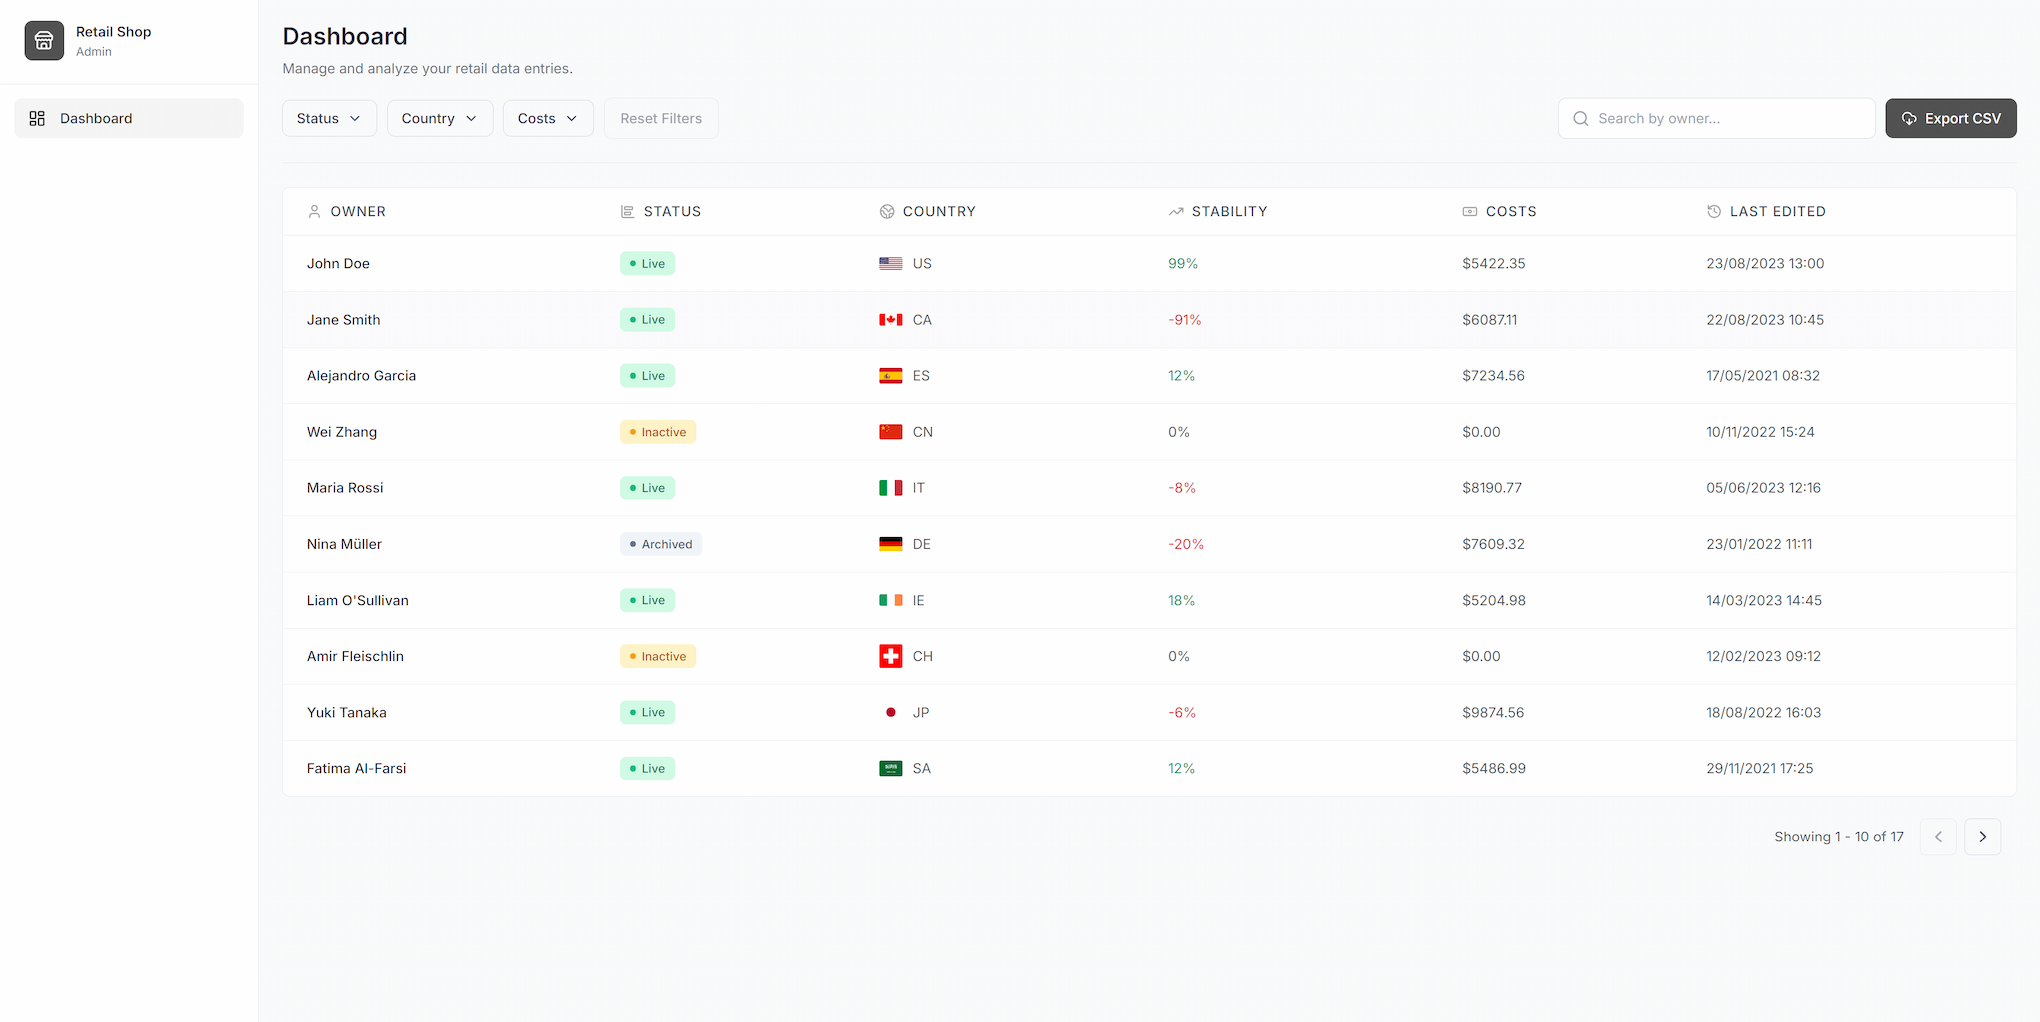 Retail Shop
Admin
Dashboard
Dashboard
Manage and analyze your retail data entries.
Status Country Costs Reset Filters Search by owner... Export CSV
OWNER STATUS COUNTRY STABILITY COSTS LAST EDITED
John Doe Live US 99% $5422.35 23/08/2023 13:00
Jane Smith Live CA -91% $6087.11 22/08/2023 10:45
Alejandro Garcia Live ES 12% $7234.56 17/05/2021 08:32
Wei Zhang Inactive CN 0% $0.00 10/11/2022 15:24
Maria Rossi Live IT -8% $8190.77 05/06/2023 12:16
Nina Müller Archived DE -20% $7609.32 23/01/2022 11:11
Liam O'Sullivan Live IE 18% $5204.98 14/03/2023 14:45
Amir Fleischlin Inactive CH 0% $0.00 12/02/2023 09:12
Yuki Tanaka Live JP -6% $9874.56 18/08/2022 16:03
Fatima Al-Farsi Live SA 12% $5486.99 29/11/2021 17:25
Showing 1 - 10 of 17